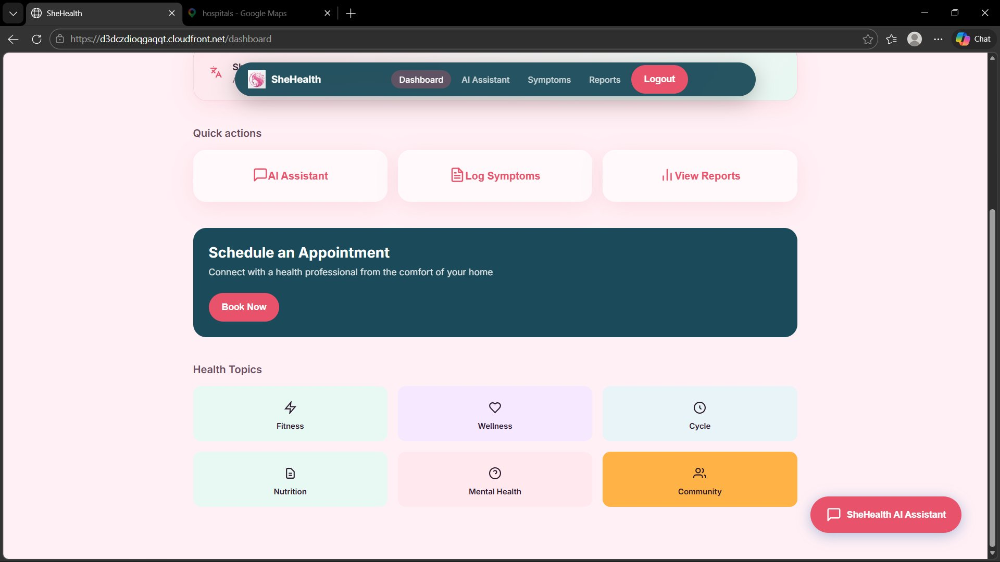 SheHealth
hospitals - Google Maps
https://d3dczdioqgaqqt.cloudfront.net/dashboard
Chat
SheHealth
Dashboard
AI Assistant
Symptoms
Reports
Logout
Quick actions
AI Assistant
Log Symptoms
View Reports
Schedule an Appointment
Connect with a health professional from the comfort of your home
Book Now
Health Topics
Fitness
Wellness
Cycle
Nutrition
Mental Health
Community
SheHealth AI Assistant